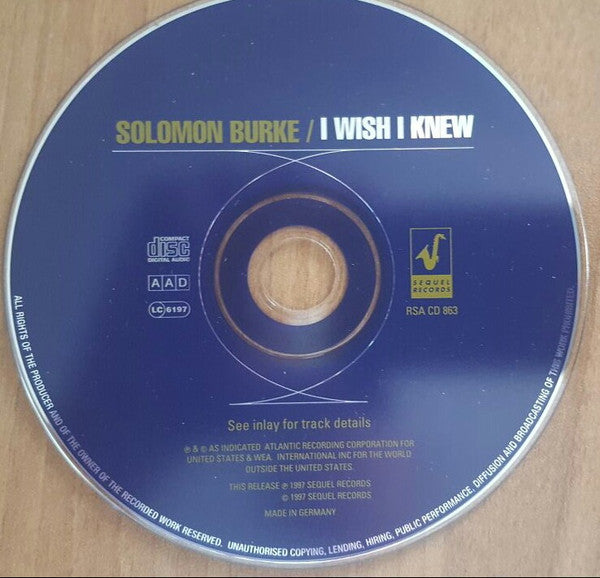 SOLOMON BURKE / I WISH I KNEW
COMPACT
disc
DIGITAL AUDIO
AAD
LC 6197
SEQUEL
RECORDS
RSA CD 863
See inlay for track details
℗ & © AS INDICATED ATLANTIC RECORDING CORPORATION FOR
UNITED STATES & WEA. INTERNATIONAL INC FOR THE WORLD
OUTSIDE THE UNITED STATES.
THIS RELEASE ℗ 1997 SEQUEL RECORDS
© 1997 SEQUEL RECORDS
MADE IN GERMANY
ALL RIGHTS OF THE PRODUCER AND OF THE OWNER OF THE RECORDED WORK RESERVED. UNAUTHORISED COPYING, LENDING, HIRING, PUBLIC PERFORMANCE, DIFFUSION AND BROADCASTING OF THIS WORK PROHIBITED.